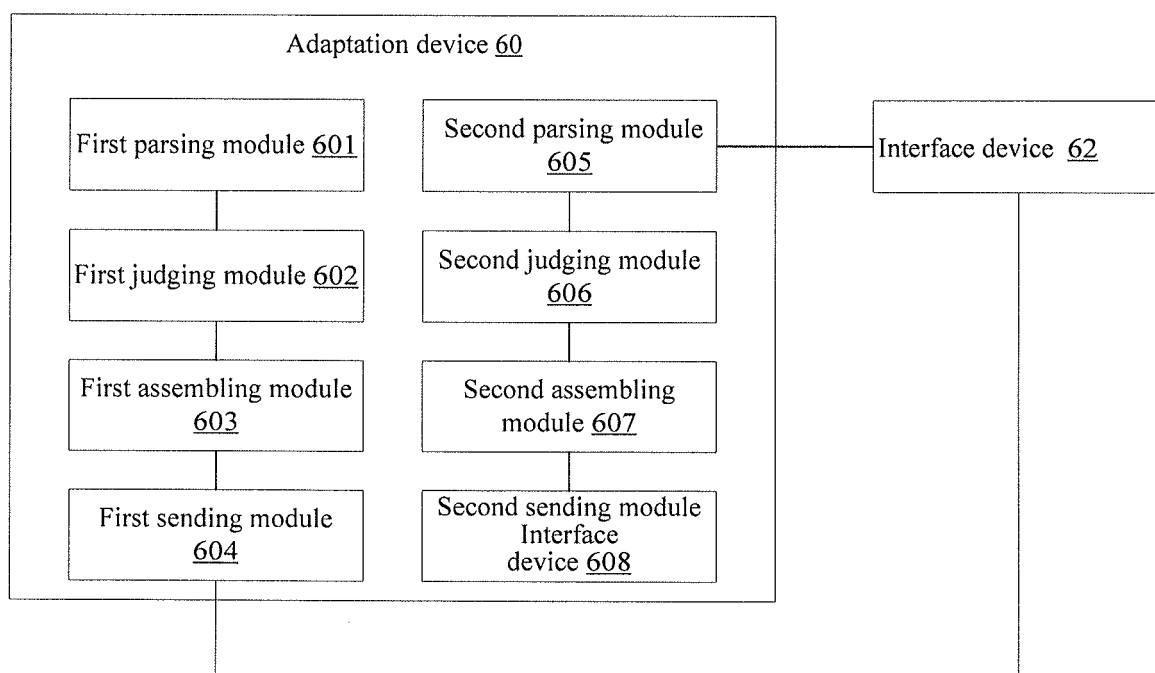 Adaptation device 60
First parsing module 601
First judging module 602
First assembling module
603
First sending module
604
Second parsing module
605
Second judging module
606
Second assembling
module 607
Second sending module
Interface
device 608
Interface device 62